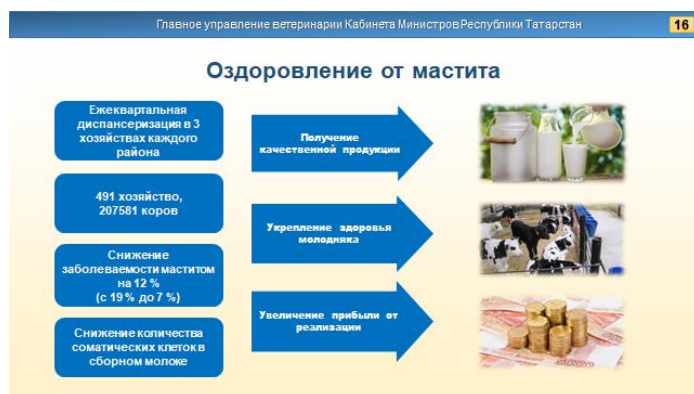 Главное управление ветеринарии Кабинета Министров Республики Татарстан
16
Оздоровление от мастита
Ежеквартальная
диспансеризация в 3
хозяйствах каждого
района
491 хозяйство,
207581 коров
Снижение
заболеваемости маститом
на 12 %
(с 19 % до 7 %)
Снижение количества
соматических клеток в
сборном молоке
Получение
качественной продукции
Укрепление здоровья
молодняка
Увеличение прибыли от
реализации